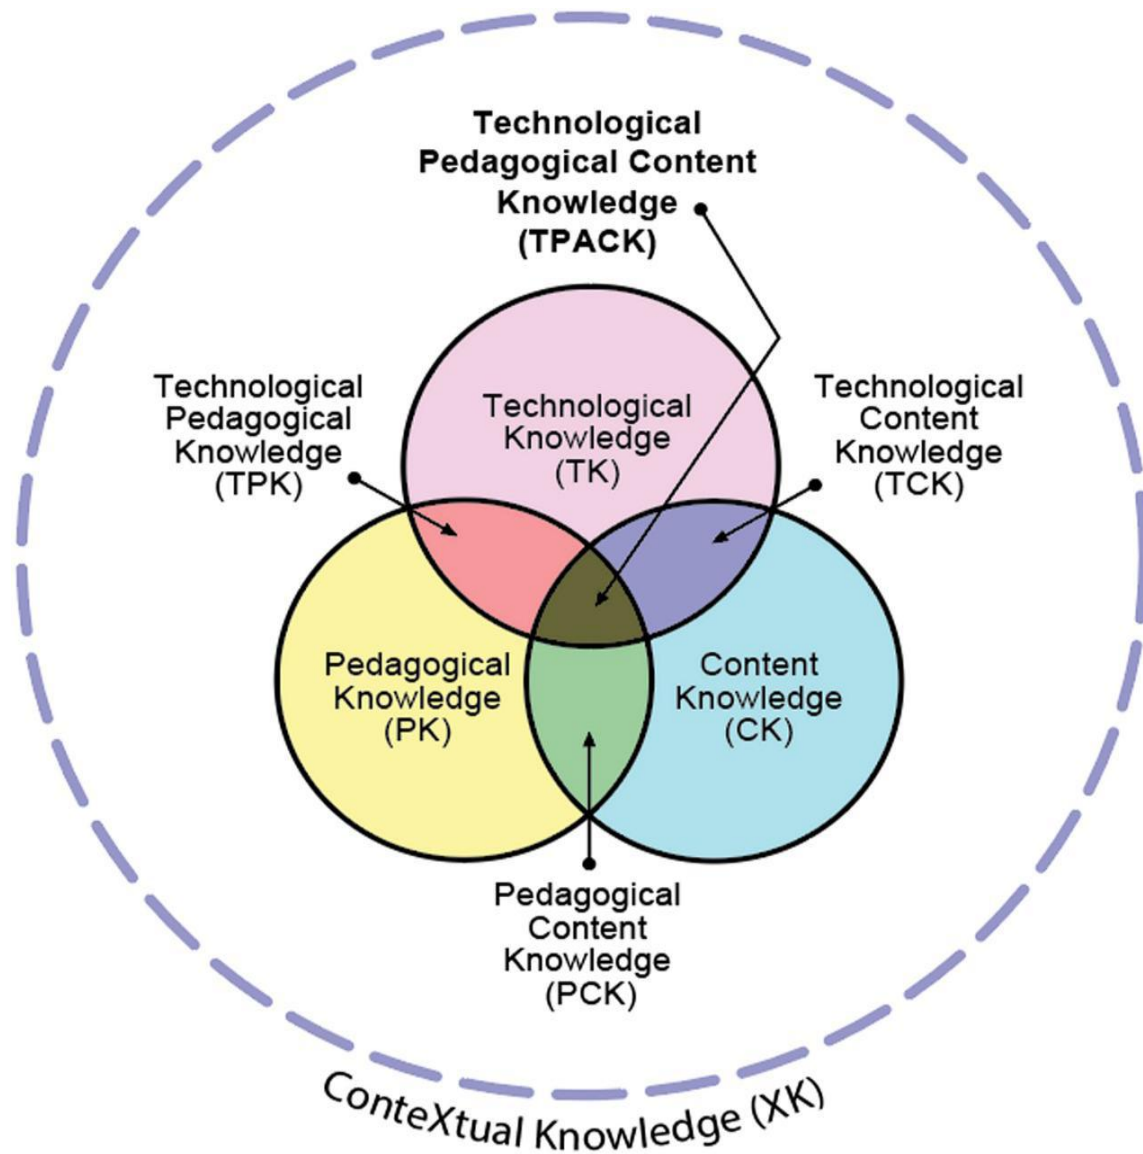 Technological
Pedagogical Content
Knowledge
(TPACK)
Technological
Pedagogical
Knowledge
(TPK)
Technological
Knowledge
(TK)
Technological
Content
Knowledge
(TCK)
Pedagogical
Knowledge
(PK)
Content
Knowledge
(CK)
Pedagogical
Content
Knowledge
(PCK)
ConteXtual Knowledge (XK)